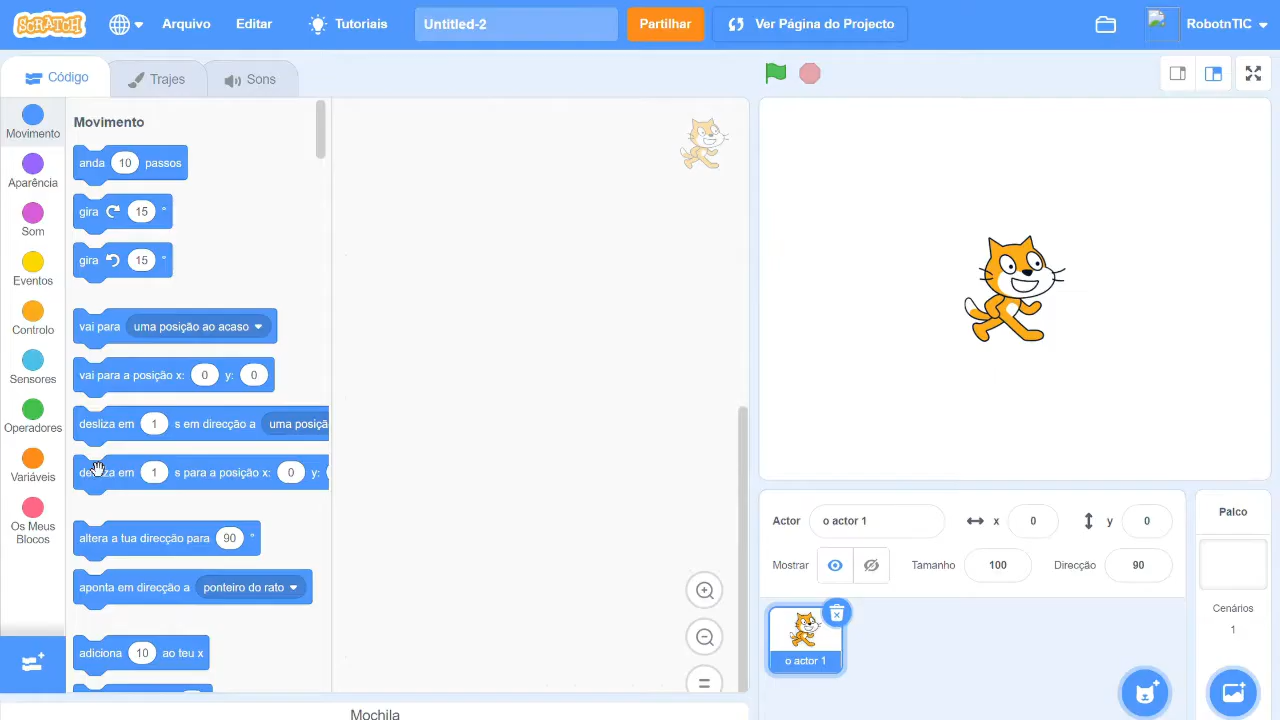 SCRATCH
Arquivo
Editar
Tutoriais
Untitled-2
Partilhar
Ver Página do Projecto
RobotnTIC
Código
Trajes
Sons
Movimento
Aparência
Som
Eventos
Controlo
Sensores
Operadores
Variáveis
Os Meus
Blocos
Movimento
anda 10 passos
gira 15 °
gira 15 °
vai para uma posição ao acaso
vai para a posição x: 0 y: 0
desliza em 1 s em direcção a uma posiçã
desliza em 1 s para a posição x: 0 y:
altera a tua direcção para 90 °
aponta em direcção a ponteiro do rato
adiciona 10 ao teu x
Mochila
Actor o actor 1 x 0 y 0
Mostrar Tamanho 100 Direcção 90
o actor 1
Palco
Cenários
1